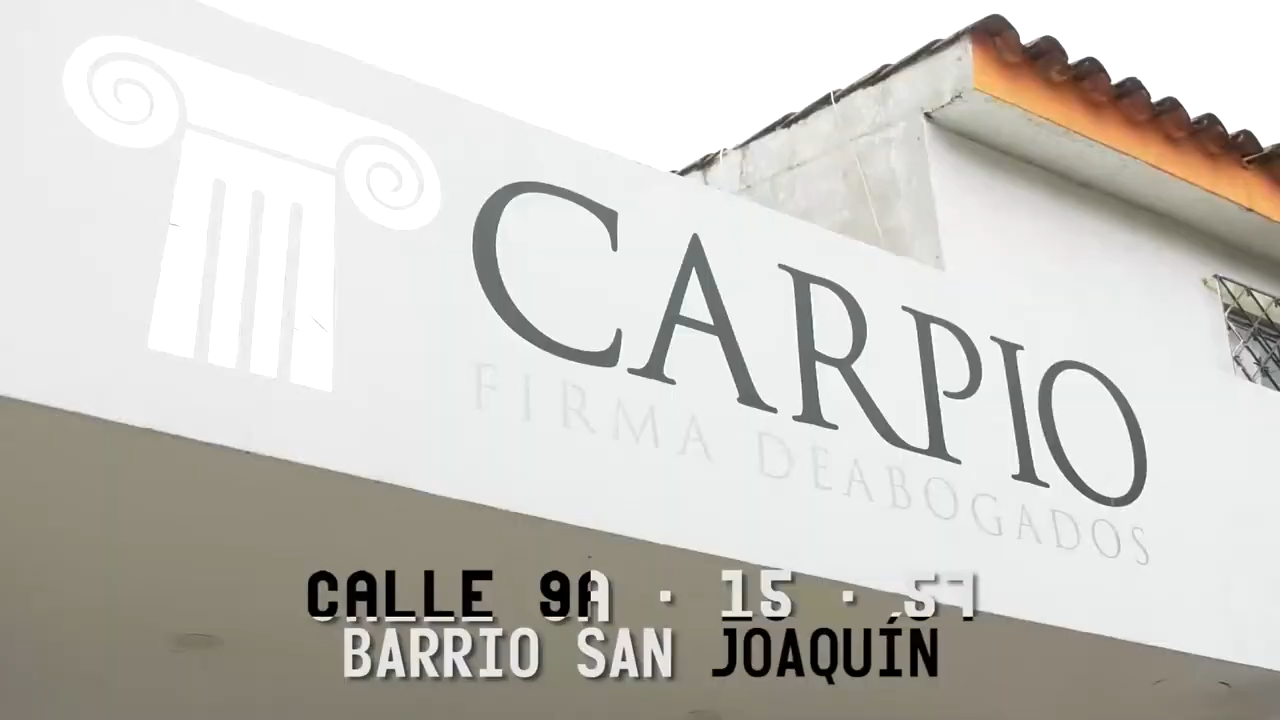 CARPIO
FIRMA DEABOGADOS
CALLE 9A · 15 · 57
BARRIO SAN JOAQUÍN